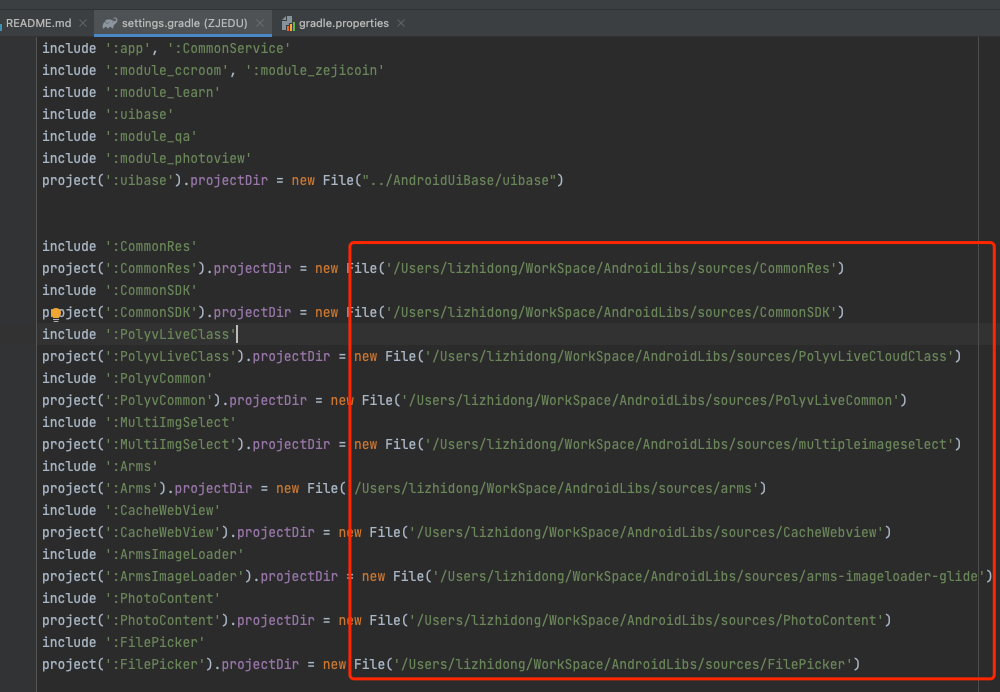 README.md settings.gradle (ZJEDU) gradle.properties
include ':app', ':CommonService'
include ':module_ccroom', ':module_zejicoin'
include ':module_learn'
include ':uibase'
include ':module_qa'
include ':module_photoview'
project(':uibase').projectDir = new File("../AndroidUiBase/uibase")
include ':CommonRes'
project(':CommonRes').projectDir = new File('/Users/lizhidong/WorkSpace/AndroidLibs/sources/CommonRes')
include ':CommonSDK'
project(':CommonSDK').projectDir = new File('/Users/lizhidong/WorkSpace/AndroidLibs/sources/CommonSDK')
include ':PolyvLiveClass'
project(':PolyvLiveClass').projectDir = new File('/Users/lizhidong/WorkSpace/AndroidLibs/sources/PolyvLiveCloudClass')
include ':PolyvCommon'
project(':PolyvCommon').projectDir = new File('/Users/lizhidong/WorkSpace/AndroidLibs/sources/PolyvLiveCommon')
include ':MultiImgSelect'
project(':MultiImgSelect').projectDir = new File('/Users/lizhidong/WorkSpace/AndroidLibs/sources/multipleimageselect')
include ':Arms'
project(':Arms').projectDir = new File('/Users/lizhidong/WorkSpace/AndroidLibs/sources/arms')
include ':CacheWebView'
project(':CacheWebView').projectDir = new File('/Users/lizhidong/WorkSpace/AndroidLibs/sources/CacheWebview')
include ':ArmsImageLoader'
project(':ArmsImageLoader').projectDir = new File('/Users/lizhidong/WorkSpace/AndroidLibs/sources/arms-imageloader-glide')
include ':PhotoContent'
project(':PhotoContent').projectDir = new File('/Users/lizhidong/WorkSpace/AndroidLibs/sources/PhotoContent')
include ':FilePicker'
project(':FilePicker').projectDir = new File('/Users/lizhidong/WorkSpace/AndroidLibs/sources/FilePicker')